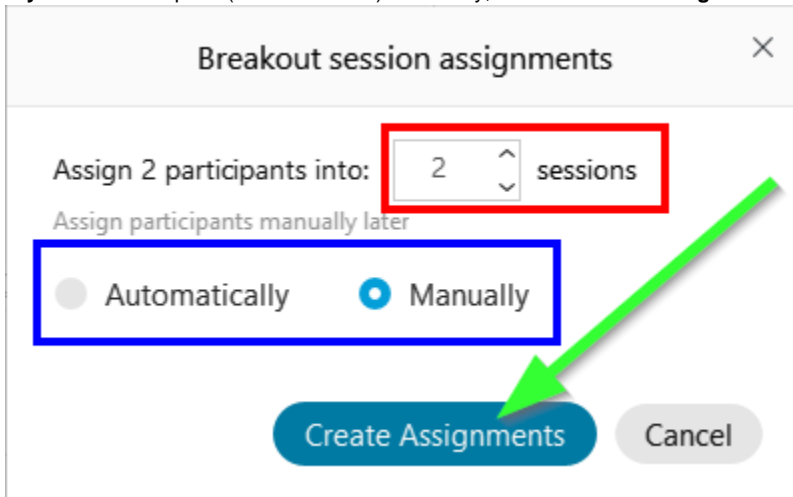 Breakout session assignments
Assign 2 participants into: 2 sessions
Assign participants manually later
Automatically Manually
Create Assignments Cancel